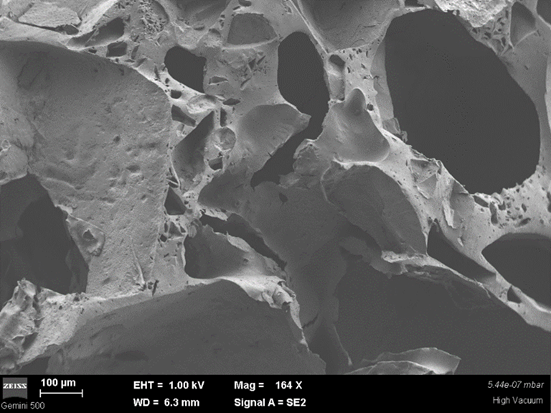 ZEISS
Gemini 500
100 µm
EHT = 1.00 kV
WD = 6.3 mm
Mag = 164 X
Signal A = SE2
5.44e-07 mbar
High Vacuum